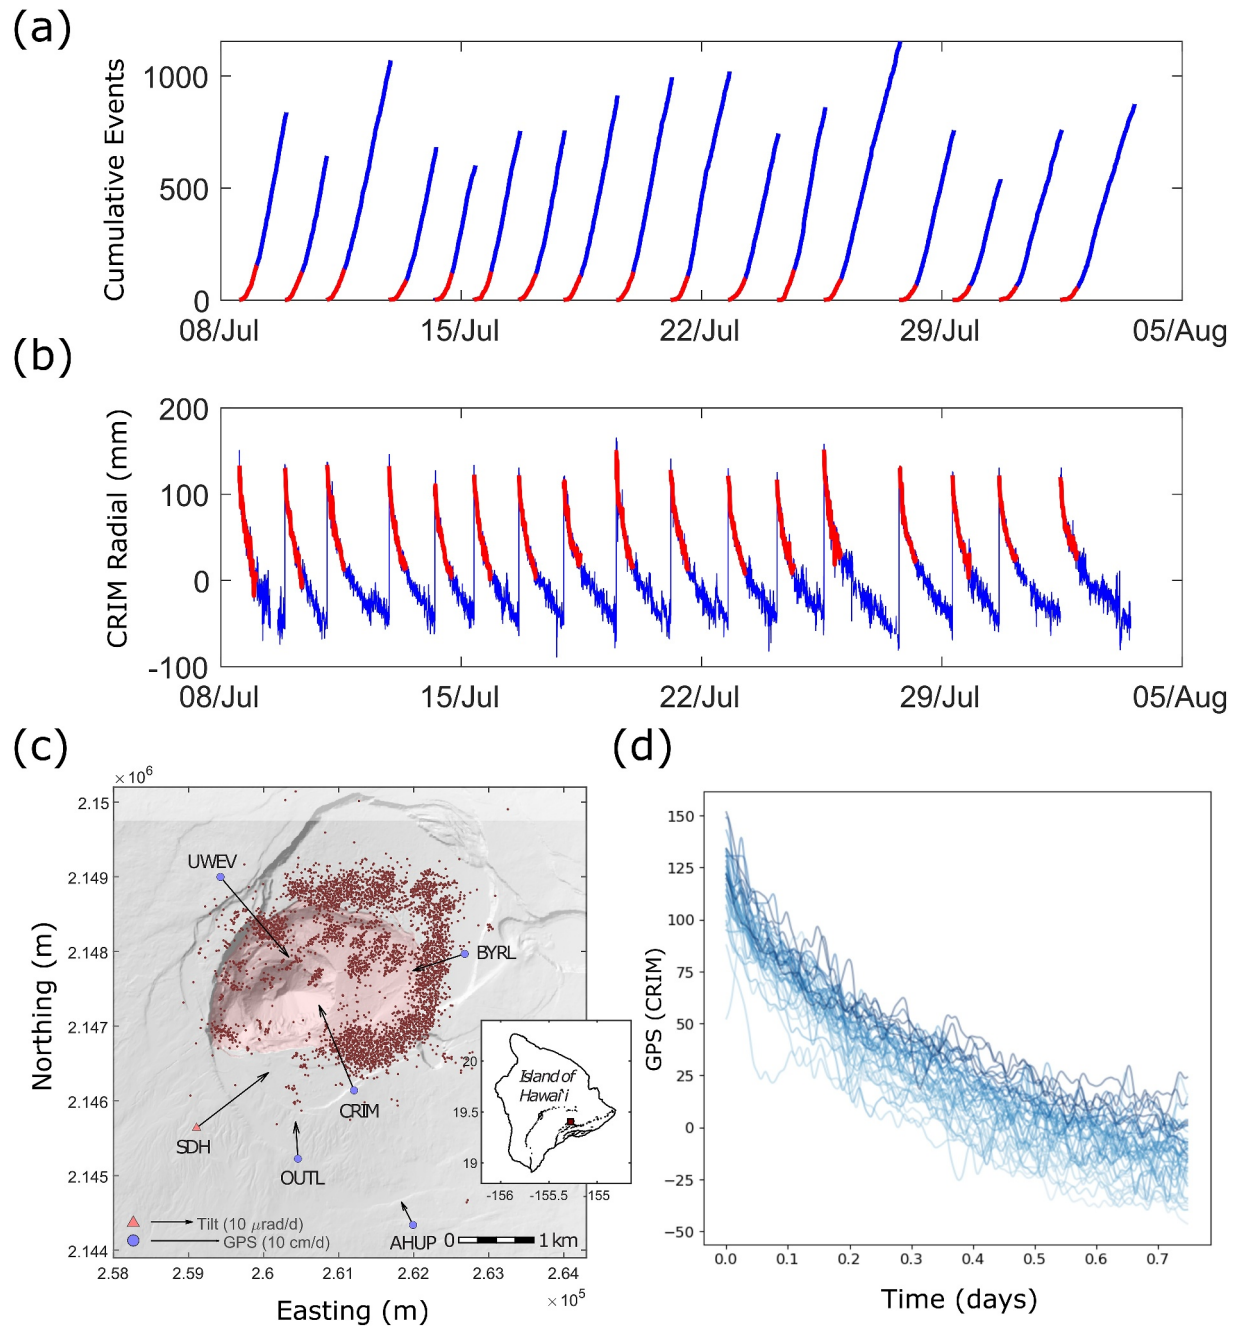 (a)
Cumulative Events
1000
500
0
08/Jul 15/Jul 22/Jul 29/Jul 05/Aug
(b)
CRIM Radial (mm)
200
100
0
-100
08/Jul 15/Jul 22/Jul 29/Jul 05/Aug
(c)
× 10⁶
Northing (m)
2.15
2.149
2.148
2.147
2.146
2.145
2.144
UWEV
BYRL
CRIM
SDH
OUTL
AHUP
Tilt (10 μrad/d)
GPS (10 cm/d)
0 1 km
Island of
Hawai'i
20
19.5
19
-156 -155.5 -155
2.58 2.59 2.6 2.61 2.62 2.63 2.64
× 10⁵
Easting (m)
(d)
GPS (CRIM)
150
125
100
75
50
25
0
−25
−50
0.0 0.1 0.2 0.3 0.4 0.5 0.6 0.7
Time (days)